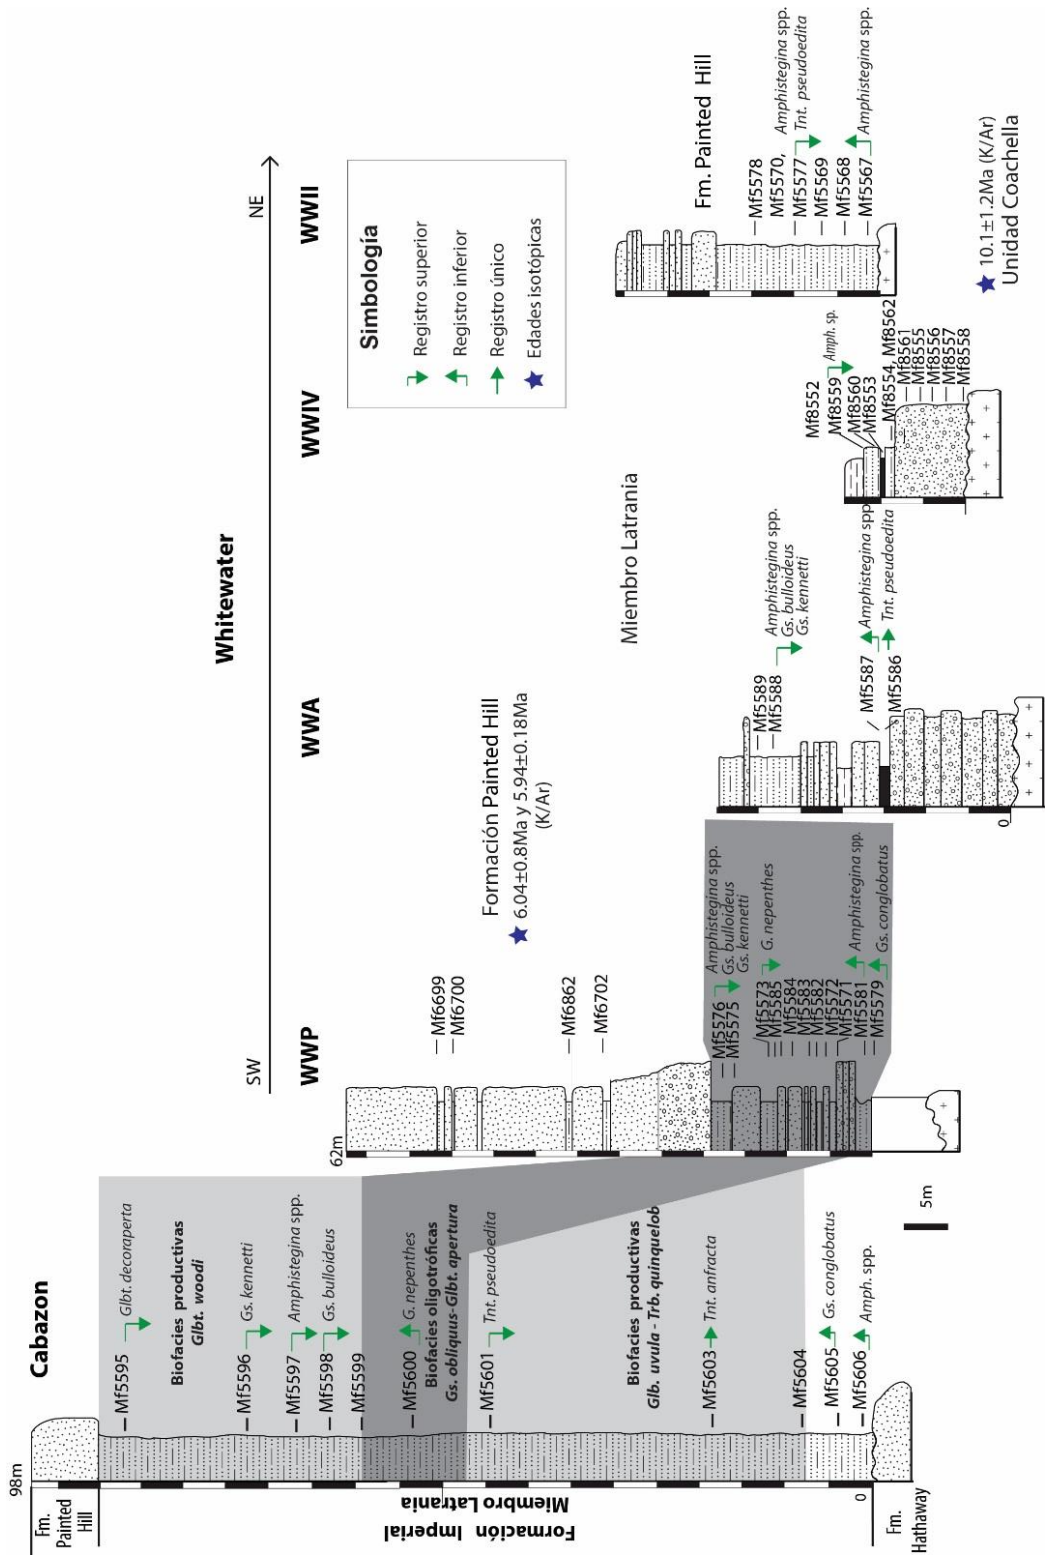 Cabazon
98m
Fm.
Painted
Hill
Formación Imperial
Miembro Latrania
0
Fm.
Hathaway
Mf5595
Glbt. decoraperta
Biofacies productivas
Glbt. woodi
Mf5596
Gs. kennetti
Mf5597
Amphistegina spp.
Mf5598
Gs. bulloideus
Mf5599
Mf5600
G. nepenthes
Biofacies oligotróficas
Gs. obliquus-Glbt. apertura
Mf5601
Tnt. pseudoedita
Biofacies productivas
Glb. uvula - Trb. quinquelob
Mf5603
Tnt. anfracta
Mf5604
Mf5605
Gs. conglobatus
Mf5606
Amph. spp.
5m
Whitewater
SW
NE
WWP
62m
Mf6699
Mf6700
Mf6862
Mf6702
Mf5576
Mf5575
Amphistegina spp.
Gs. bulloideus
Gs. kennetti
Mf5573
G. nepenthes
Mf5585
Mf5584
Mf5583
Mf5582
Mf5572
Mf5571
Mf5581
Amphistegina spp.
Mf5579
Gs. conglobatus
Formación Painted Hill
6.04±0.8Ma y 5.94±0.18Ma
(K/Ar)
WWA
Mf5589
Mf5588
Amphistegina spp.
Gs. bulloideus
Gs. kennetti
Mf5587
Amphistegina spp
Mf5586
Tnt. pseudoedita
0
Miembro Latrania
WWIV
Mf8552
Mf8559
Amph. sp.
Mf8560
Mf8553
Mf8554, Mf8562
Mf8561
Mf8555
Mf8556
Mf8557
Mf8558
WWII
Fm. Painted Hill
Mf5578
Mf5570,
Mf5577
Amphistegina spp.
Tnt. pseudoedita
Mf5569
Mf5568
Mf5567
Amphistegina spp.
10.1±1.2Ma (K/Ar)
Unidad Coachella
Simbología
Registro superior
Registro inferior
Registro único
Edades isotópicas